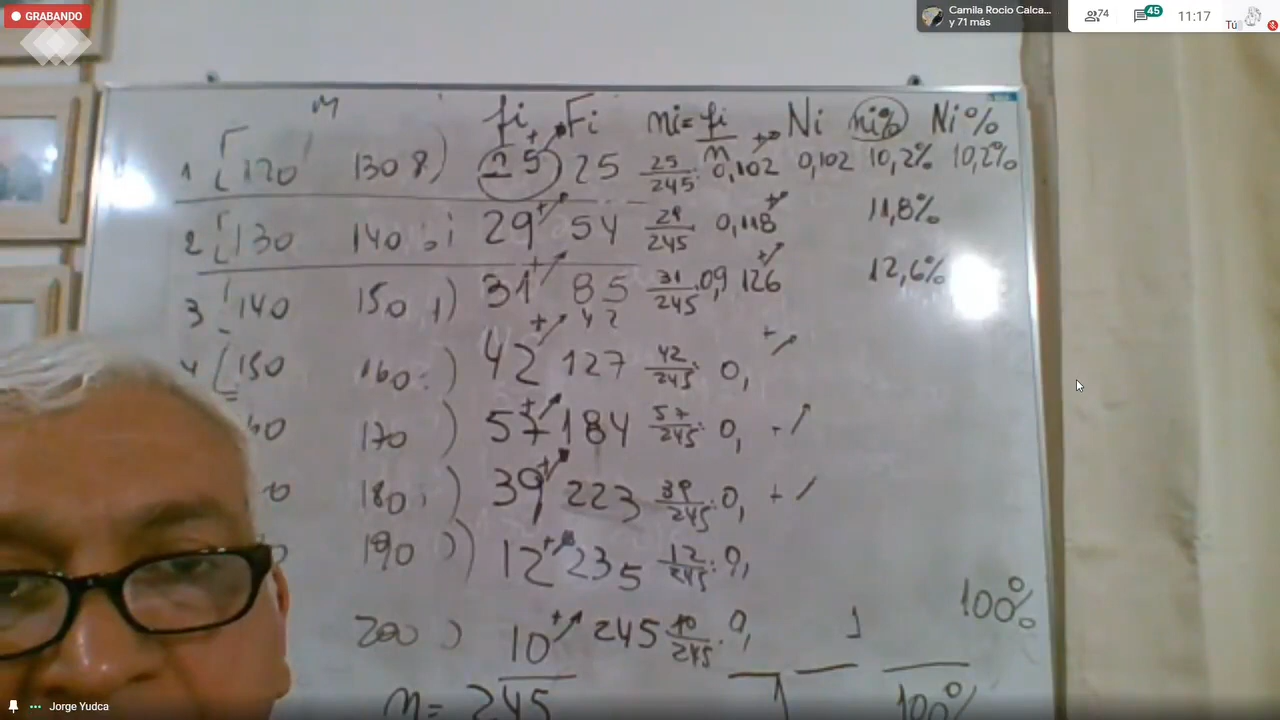 GRABANDO
Camila Rocio Calca...
y 71 más
74
45
11:17
Tú
fi Fi ni= fi/n Ni ni% Ni%
1 [120 130) 25 25 25/245: 0,102 0,102 10,2% 10,2%
2 [130 140 29 54 29/245 0,118 11,8%
3 140 150) 31 85 31/245 126 12,6%
42
4 [150 160) 42 127 42/245: 0,
170) 57 184 57/245: 0,
180) 39 223 39/245: 0,
190) 12 235 12/245: 0,
200) 10 245 10/245: 0, 1 100%
n= 245 1 100%
Jorge Yudca